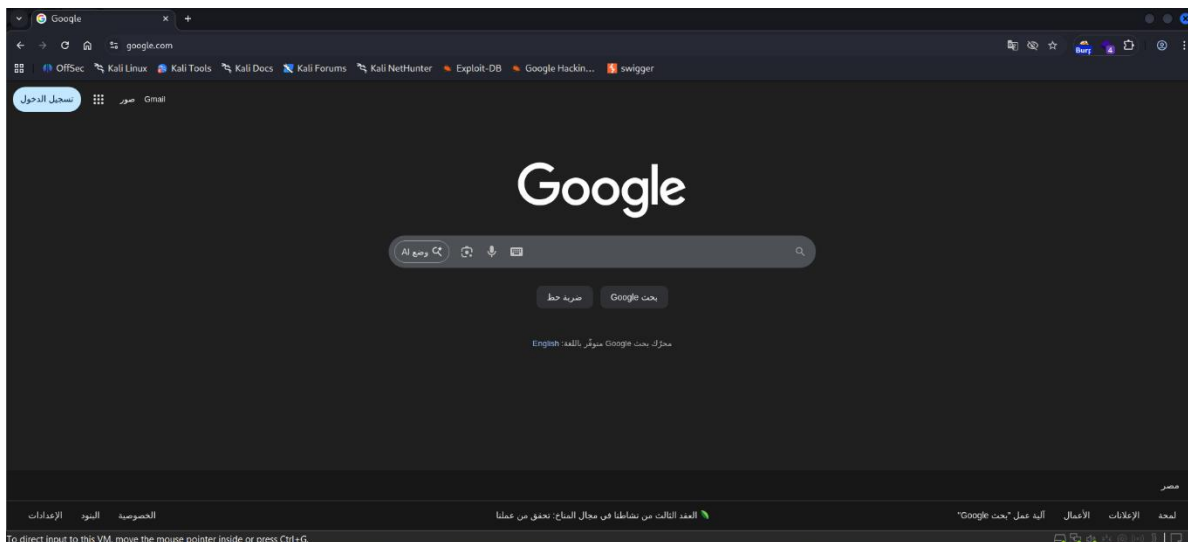 Google
google.com
Burp 4
OffSec Kali Linux Kali Tools Kali Docs Kali Forums Kali NetHunter Exploit-DB Google Hackin... swigger
Gmail صور تسجيل الدخول
Google
وضع AI
بحث Google ضربة حظ
محرّك بحث Google متوفّر باللغة: English
مصر
لمحة الإعلانات الأعمال آلية عمل "بحث Google" العقد الثالث من نشاطنا في مجال المناخ: تحقق من عملنا الخصوصية البنود الإعدادات
To direct input to this VM, move the mouse pointer inside or press Ctrl+G.